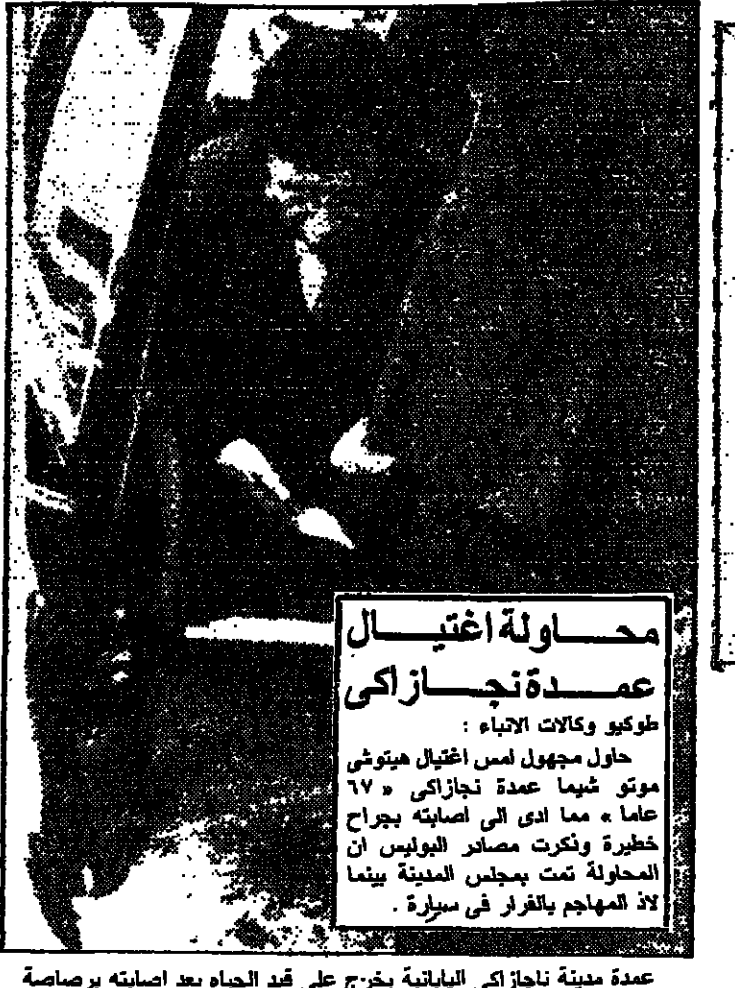 محاولة اغتيال
عمدة نجازاكى
طوكيو وكالات الانباء :
حاول مجهول امس اغتيال هيتوشى
موتو شيما عمدة نجازاكى « ٦٧
عاما » مما ادى الى اصابته بجراح
خطيرة وذكرت مصادر البوليس ان
المحاولة تمت بمجلس المدينة بينما
لاذ المهاجم بالفرار فى سيارة .
عمدة مدينة ناجازاكى اليابانية يخرج على قيد الحياه بعد اصابته برصاصة